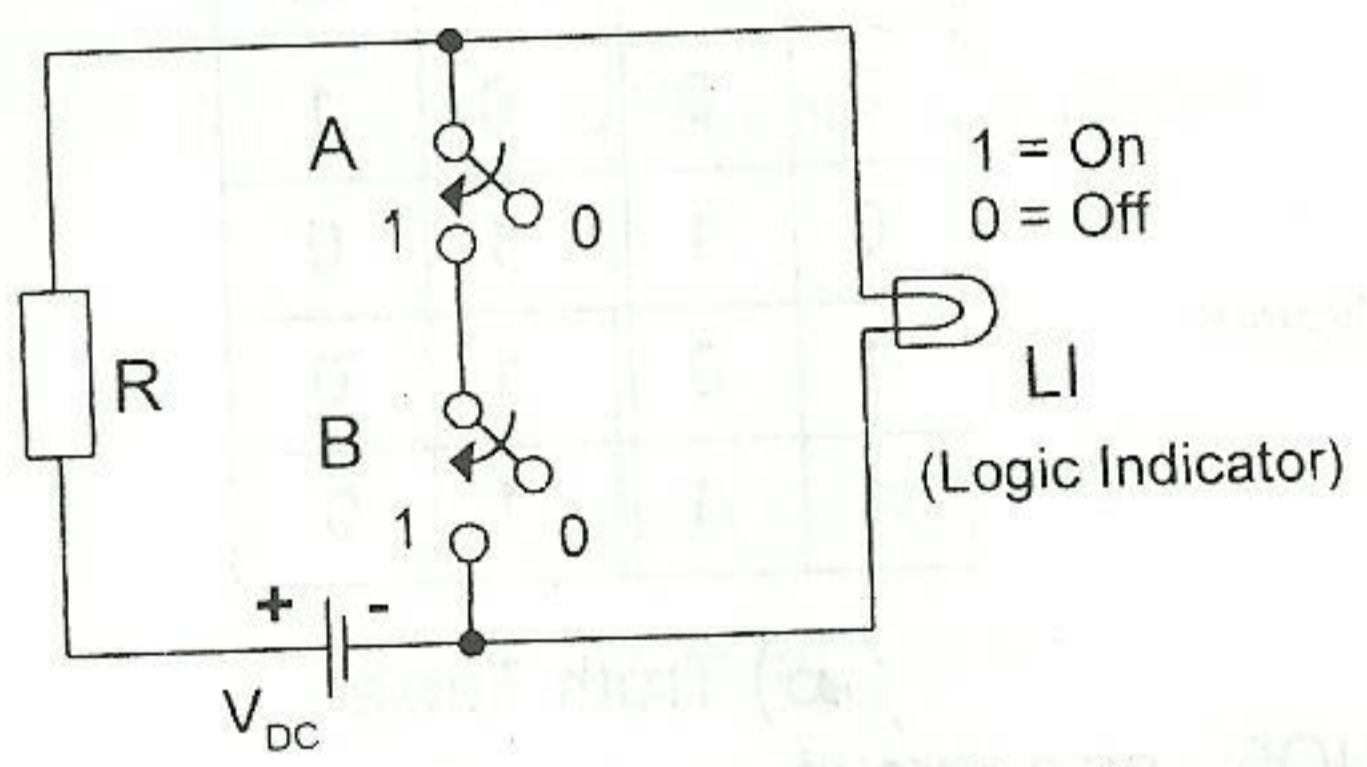 A
1 = On
0 = Off
1
0
R
LI
B
(Logic Indicator)
1
0
+ -
V_DC